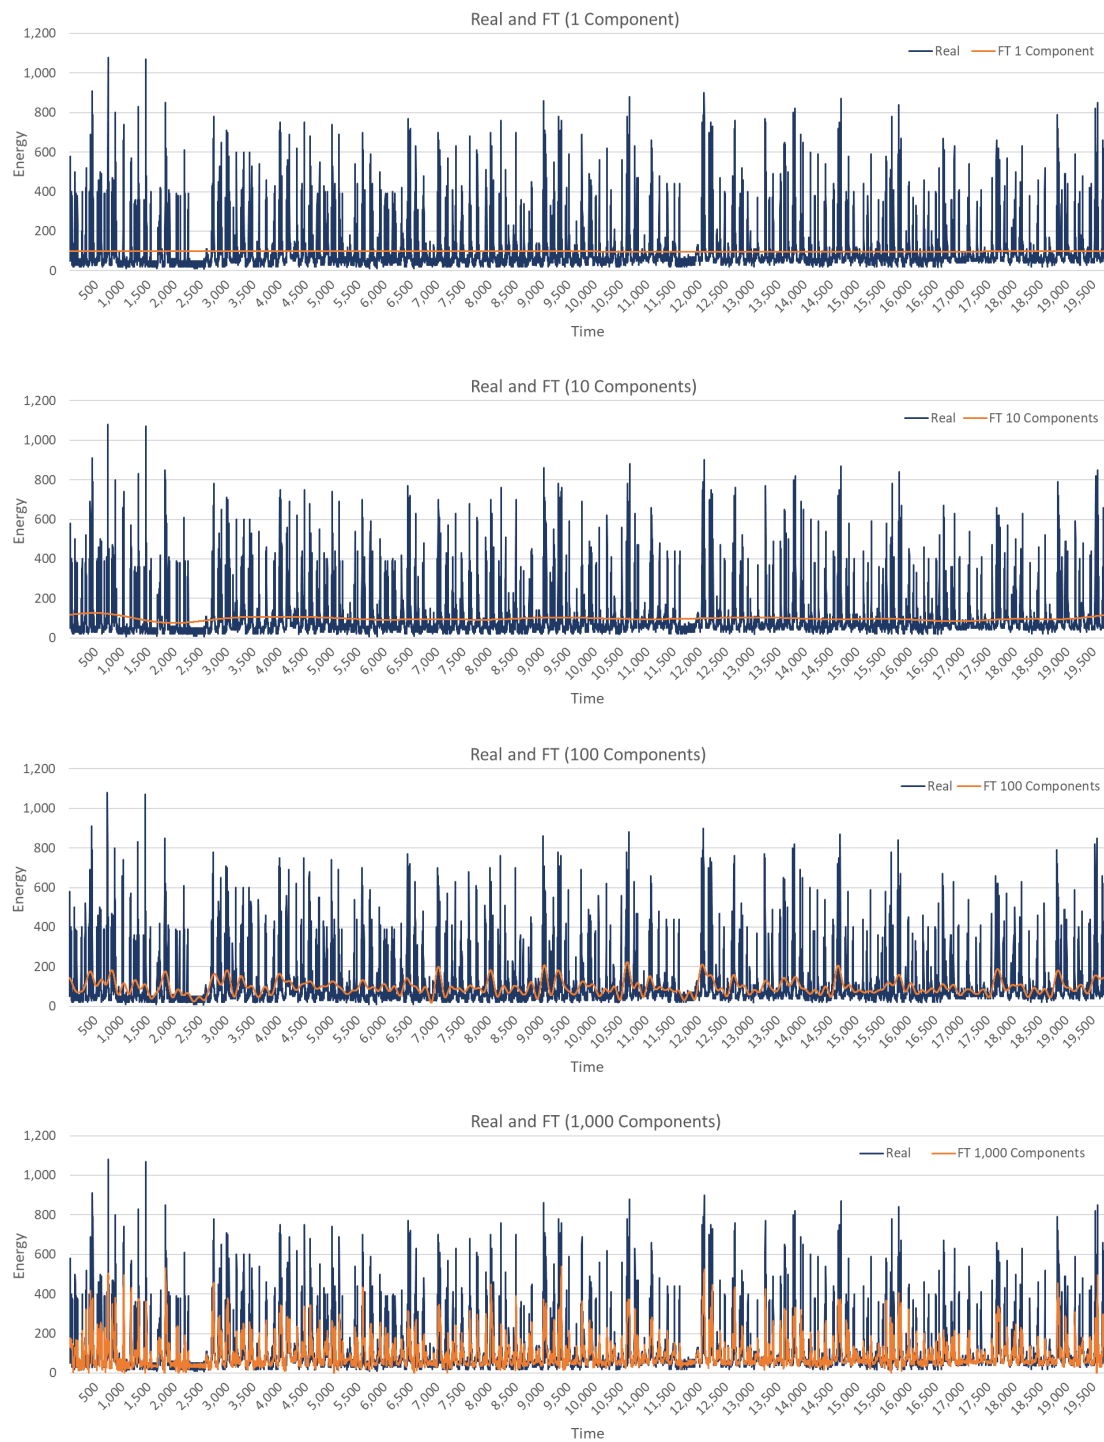 Real and FT (1 Component)
1,200
1,000
800
600
400
200
0
Energy
Real FT 1 Component
500 1,000 1,500 2,000 2,500 3,000 3,500 4,000 4,500 5,000 5,500 6,000 6,500 7,000 7,500 8,000 8,500 9,000 9,500 10,000 10,500 11,000 11,500 12,000 12,500 13,000 13,500 14,000 14,500 15,000 15,500 16,000 16,500 17,000 17,500 18,000 18,500 19,000 19,500
Time
Real and FT (10 Components)
1,200
1,000
800
600
400
200
0
Energy
Real FT 10 Components
500 1,000 1,500 2,000 2,500 3,000 3,500 4,000 4,500 5,000 5,500 6,000 6,500 7,000 7,500 8,000 8,500 9,000 9,500 10,000 10,500 11,000 11,500 12,000 12,500 13,000 13,500 14,000 14,500 15,000 15,500 16,000 16,500 17,000 17,500 18,000 18,500 19,000 19,500
Time
Real and FT (100 Components)
1,200
1,000
800
600
400
200
0
Energy
Real FT 100 Components
500 1,000 1,500 2,000 2,500 3,000 3,500 4,000 4,500 5,000 5,500 6,000 6,500 7,000 7,500 8,000 8,500 9,000 9,500 10,000 10,500 11,000 11,500 12,000 12,500 13,000 13,500 14,000 14,500 15,000 15,500 16,000 16,500 17,000 17,500 18,000 18,500 19,000 19,500
Time
Real and FT (1,000 Components)
1,200
1,000
800
600
400
200
0
Energy
Real FT 1,000 Components
500 1,000 1,500 2,000 2,500 3,000 3,500 4,000 4,500 5,000 5,500 6,000 6,500 7,000 7,500 8,000 8,500 9,000 9,500 10,000 10,500 11,000 11,500 12,000 12,500 13,000 13,500 14,000 14,500 15,000 15,500 16,000 16,500 17,000 17,500 18,000 18,500 19,000 19,500
Time